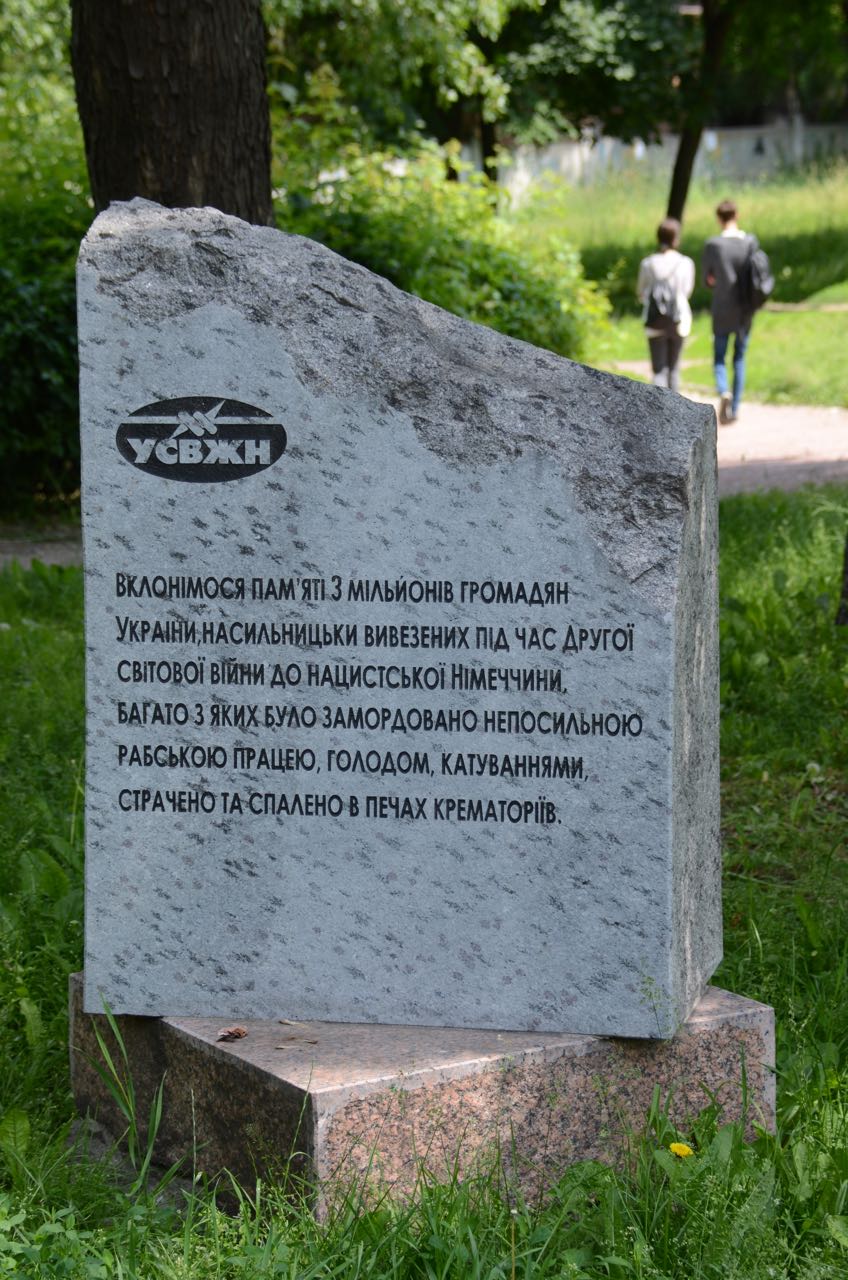 УСВЖН
Вклонімося пам'яті 3 мільйонів громадян
України, насильницьки вивезених під час Другої
світової війни до нацистської Німеччини,
багато з яких було замордовано непосильною
рабською працею, голодом, катуваннями,
страчено та спалено в печах крематоріїв.